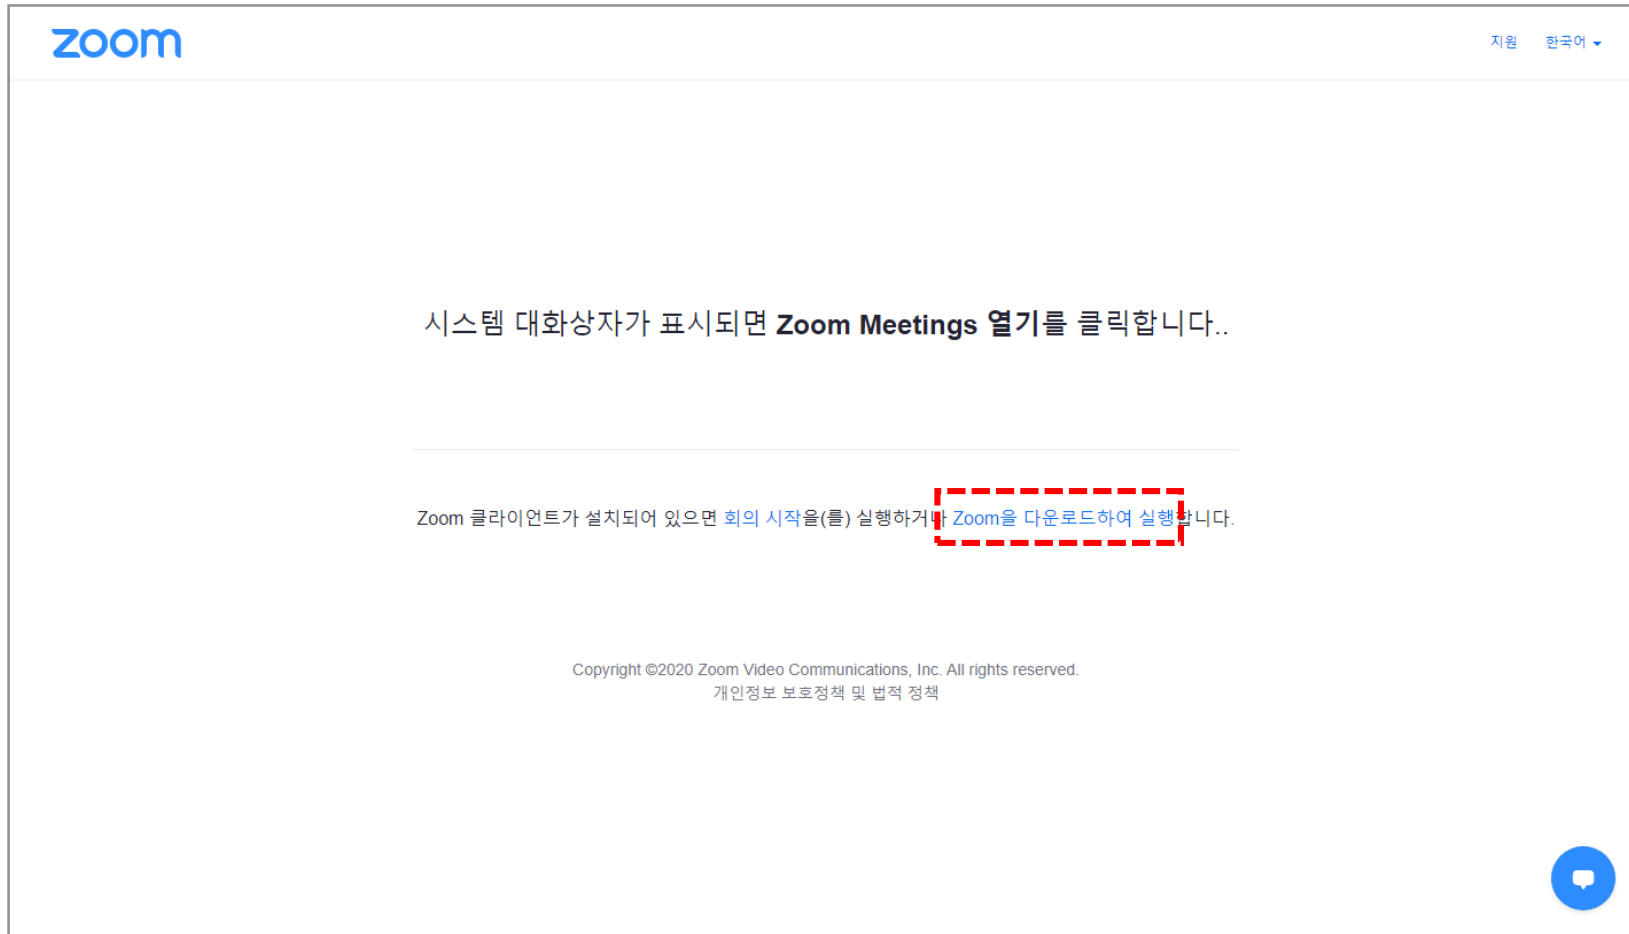 zoom
지원 한국어
시스템 대화상자가 표시되면 Zoom Meetings 열기를 클릭합니다..
Zoom 클라이언트가 설치되어 있으면 회의 시작을(를) 실행하거나 Zoom을 다운로드하여 실행합니다.
Copyright ©2020 Zoom Video Communications, Inc. All rights reserved.
개인정보 보호정책 및 법적 정책